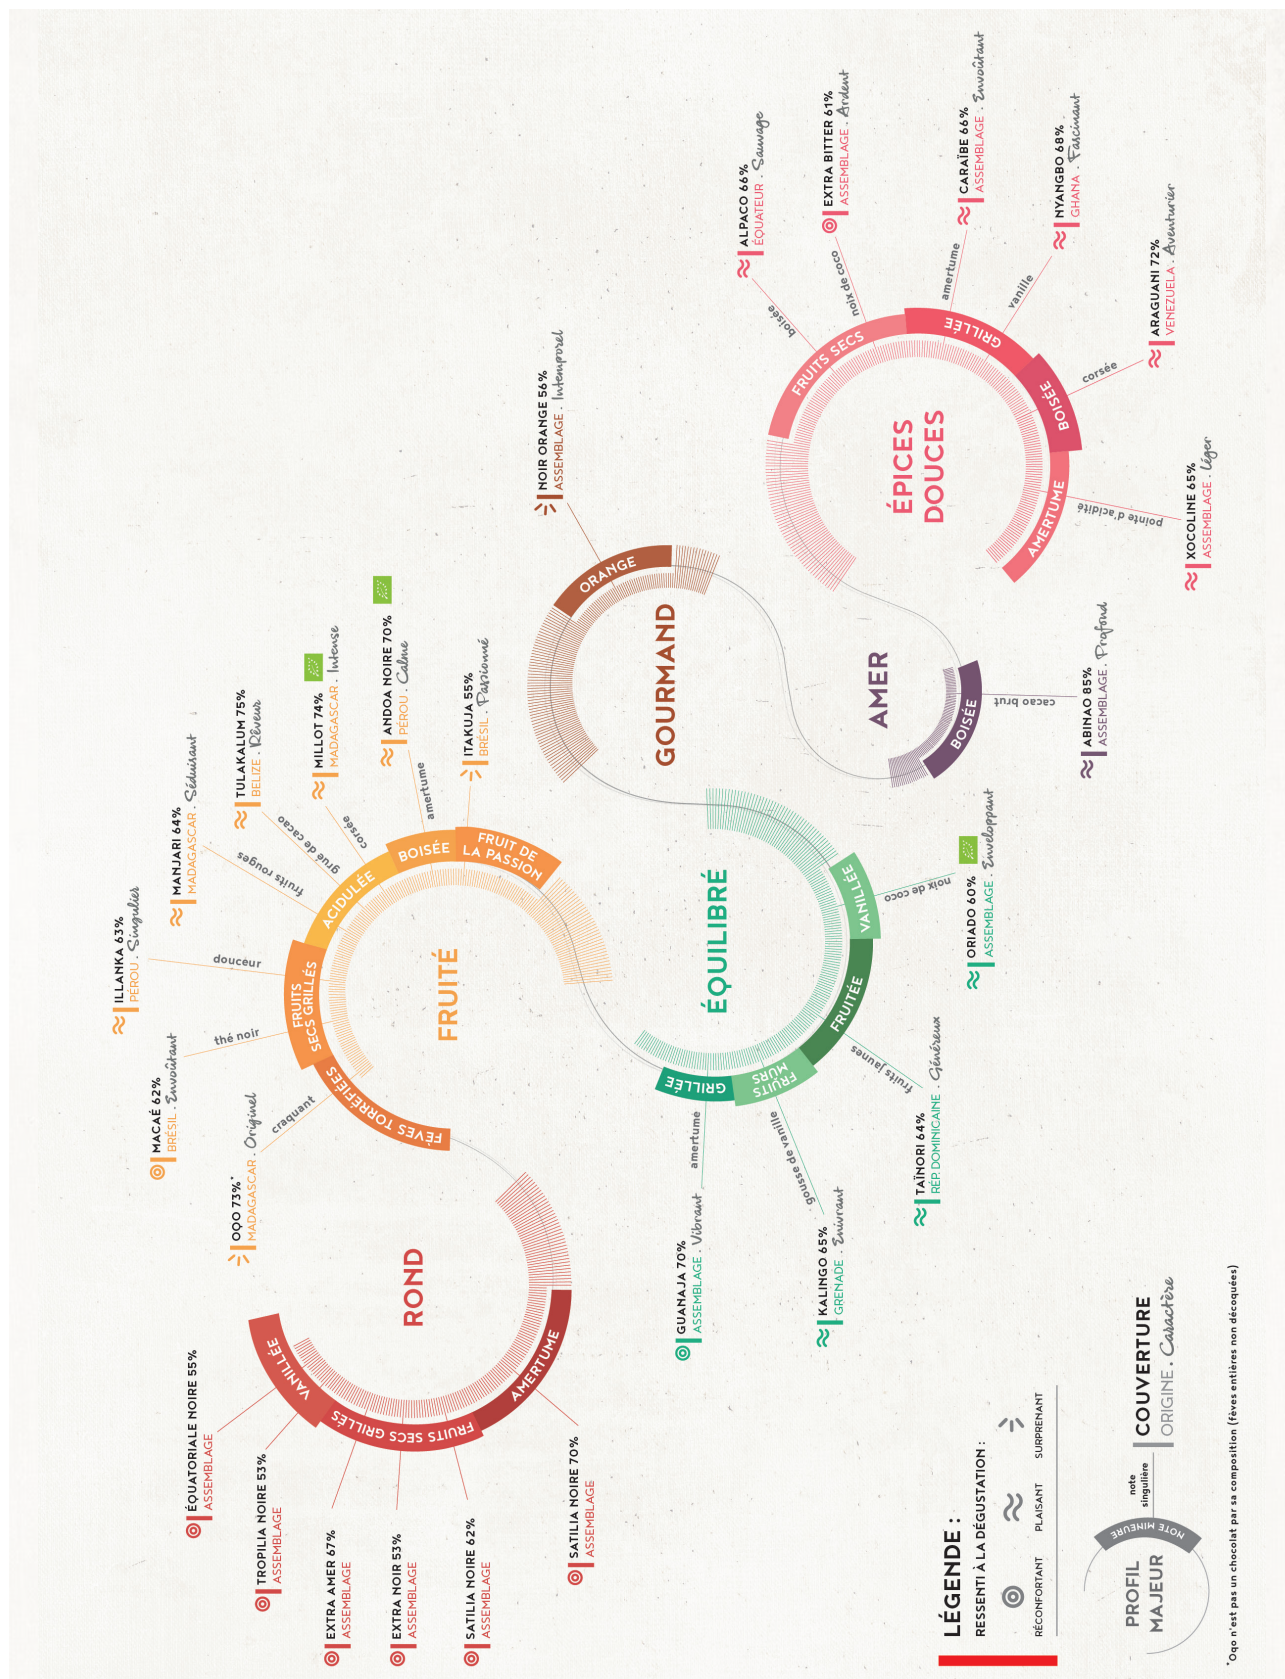 ROND
VANILLÉE
ÉQUATORIALE NOIRE 55%
ASSEMBLAGE
TROPILIA NOIRE 53%
ASSEMBLAGE
FRUITS SECS GRILLÉS
EXTRA AMER 67%
ASSEMBLAGE
EXTRA NOIR 53%
ASSEMBLAGE
SATILIA NOIRE 62%
ASSEMBLAGE
AMERTUME
SATILIA NOIRE 70%
ASSEMBLAGE
FRUITÉ
FÈVES TORRÉFIÉES
craquant
OQO 73%*
MADAGASCAR . Originel
FRUITS
SECS GRILLÉS
thé noir
MACAÉ 62%
BRÉSIL . Envoûtant
douceur
ILLANKA 63%
PÉROU . Singulier
ACIDULÉE
fruits rouges
MANJARI 64%
MADAGASCAR . Séduisant
grué de cacao
TULAKALUM 75%
BELIZE . Rêveur
corsée
MILLOT 74%
MADAGASCAR . Intense
BOISÉE
amertume
ANDOA NOIRE 70%
PÉROU . Calme
FRUIT DE
LA PASSION
ITAKUJA 55%
BRÉSIL . Passionné
ÉQUILIBRÉ
GRILLÉE
amertume
GUANAJA 70%
ASSEMBLAGE . Vibrant
FRUITS
MÛRS
gousse de vanille
KALINGO 65%
GRENADE . Enivrant
FRUITÉE
fruits jaunes
TAÏNORI 64%
RÉP. DOMINICAINE . Généreux
VANILLÉE
noix de coco
ORIADO 60%
ASSEMBLAGE . Enveloppant
GOURMAND
ORANGE
NOIR ORANGE 56%
ASSEMBLAGE . Intemporel
AMER
BOISÉE
cacao brut
ABINAO 85%
ASSEMBLAGE . Profond
ÉPICES
DOUCES
FRUITS SECS
boisée
ALPACO 66%
ÉQUATEUR . Sauvage
noix de coco
EXTRA BITTER 61%
ASSEMBLAGE . Ardent
GRILLÉE
amertume
CARAÏBE 66%
ASSEMBLAGE . Envoûtant
vanille
NYANGBO 68%
GHANA . Fascinant
BOISÉE
corsée
ARAGUANI 72%
VENEZUELA . Aventurier
AMERTUME
pointe d'acidité
XOCOLINE 65%
ASSEMBLAGE . Léger
LÉGENDE :
RESSENTI À LA DÉGUSTATION :
RÉCONFORTANT
PLAISANT
SURPRENANT
PROFIL
MAJEUR
NOTE MINEURE
note
singulière
COUVERTURE
ORIGINE . Caractère
*Oqo n'est pas un chocolat par sa composition (fèves entières non décoquées)